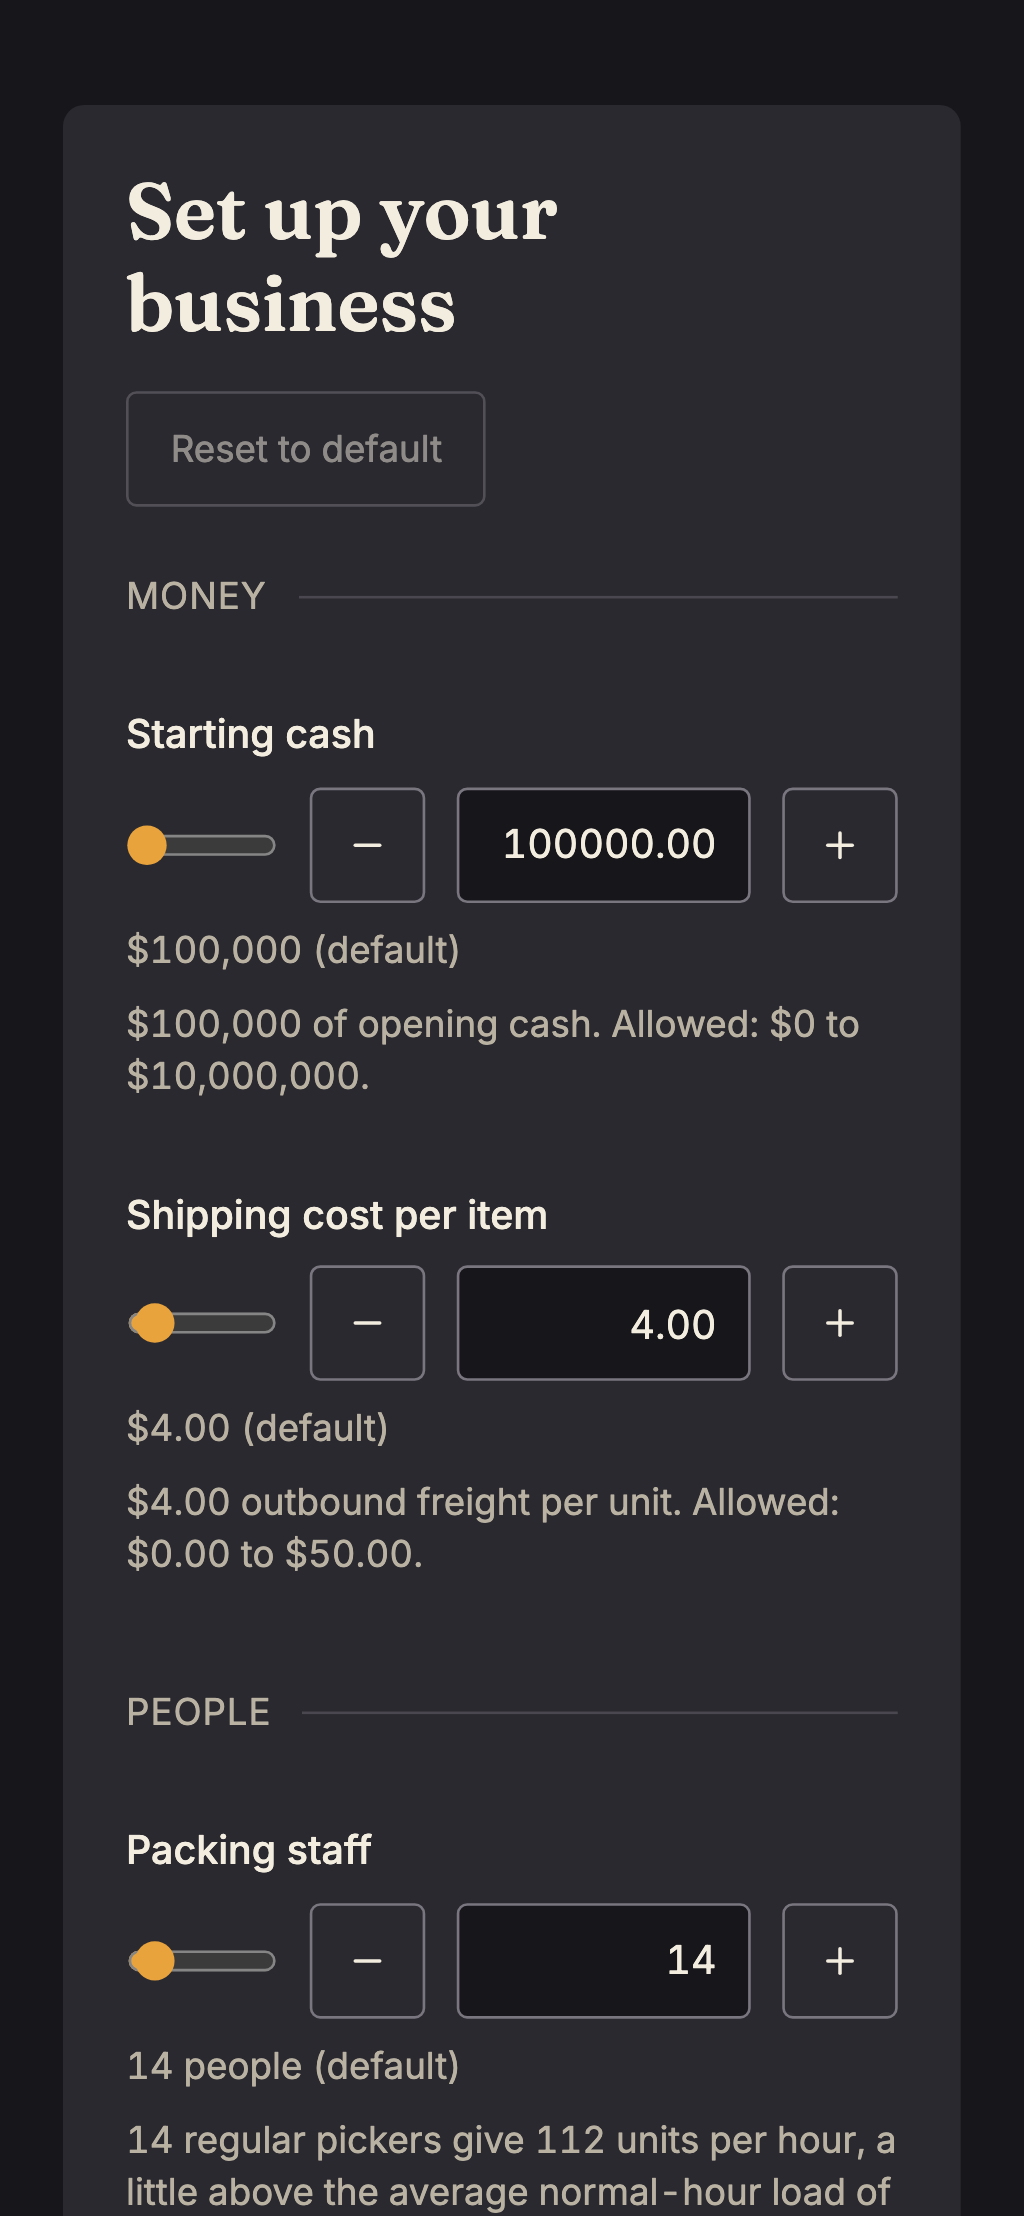 Set up your
business
Reset to default
MONEY
Starting cash
− 100000.00 +
$100,000 (default)
$100,000 of opening cash. Allowed: $0 to
$10,000,000.
Shipping cost per item
− 4.00 +
$4.00 (default)
$4.00 outbound freight per unit. Allowed:
$0.00 to $50.00.
PEOPLE
Packing staff
− 14 +
14 people (default)
14 regular pickers give 112 units per hour, a
little above the average normal-hour load of